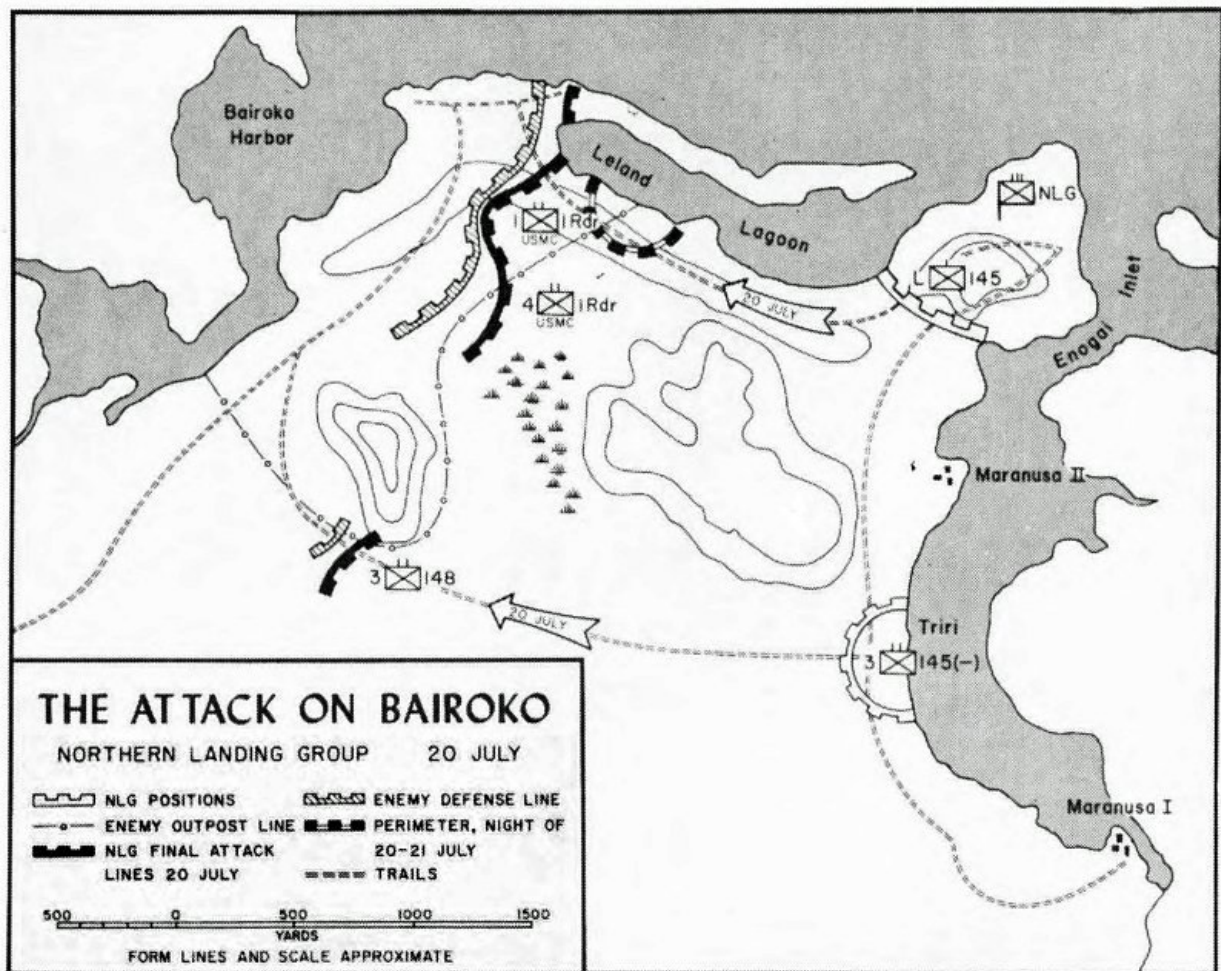 Bairoko
Harbor
Leland
Lagoon
NLG
L 145
Inlet
Enogai
1 1Rdr
USMC
4 1Rdr
USMC
20 JULY
Maranusa II
3 148
20 JULY
Triri
3 145(-)
Maranusa I
THE ATTACK ON BAIROKO
NORTHERN LANDING GROUP 20 JULY
NLG POSITIONS
ENEMY DEFENSE LINE
ENEMY OUTPOST LINE
PERIMETER, NIGHT OF
20-21 JULY
NLG FINAL ATTACK
LINES 20 JULY
TRAILS
500 0 500 1000 1500
YARDS
FORM LINES AND SCALE APPROXIMATE